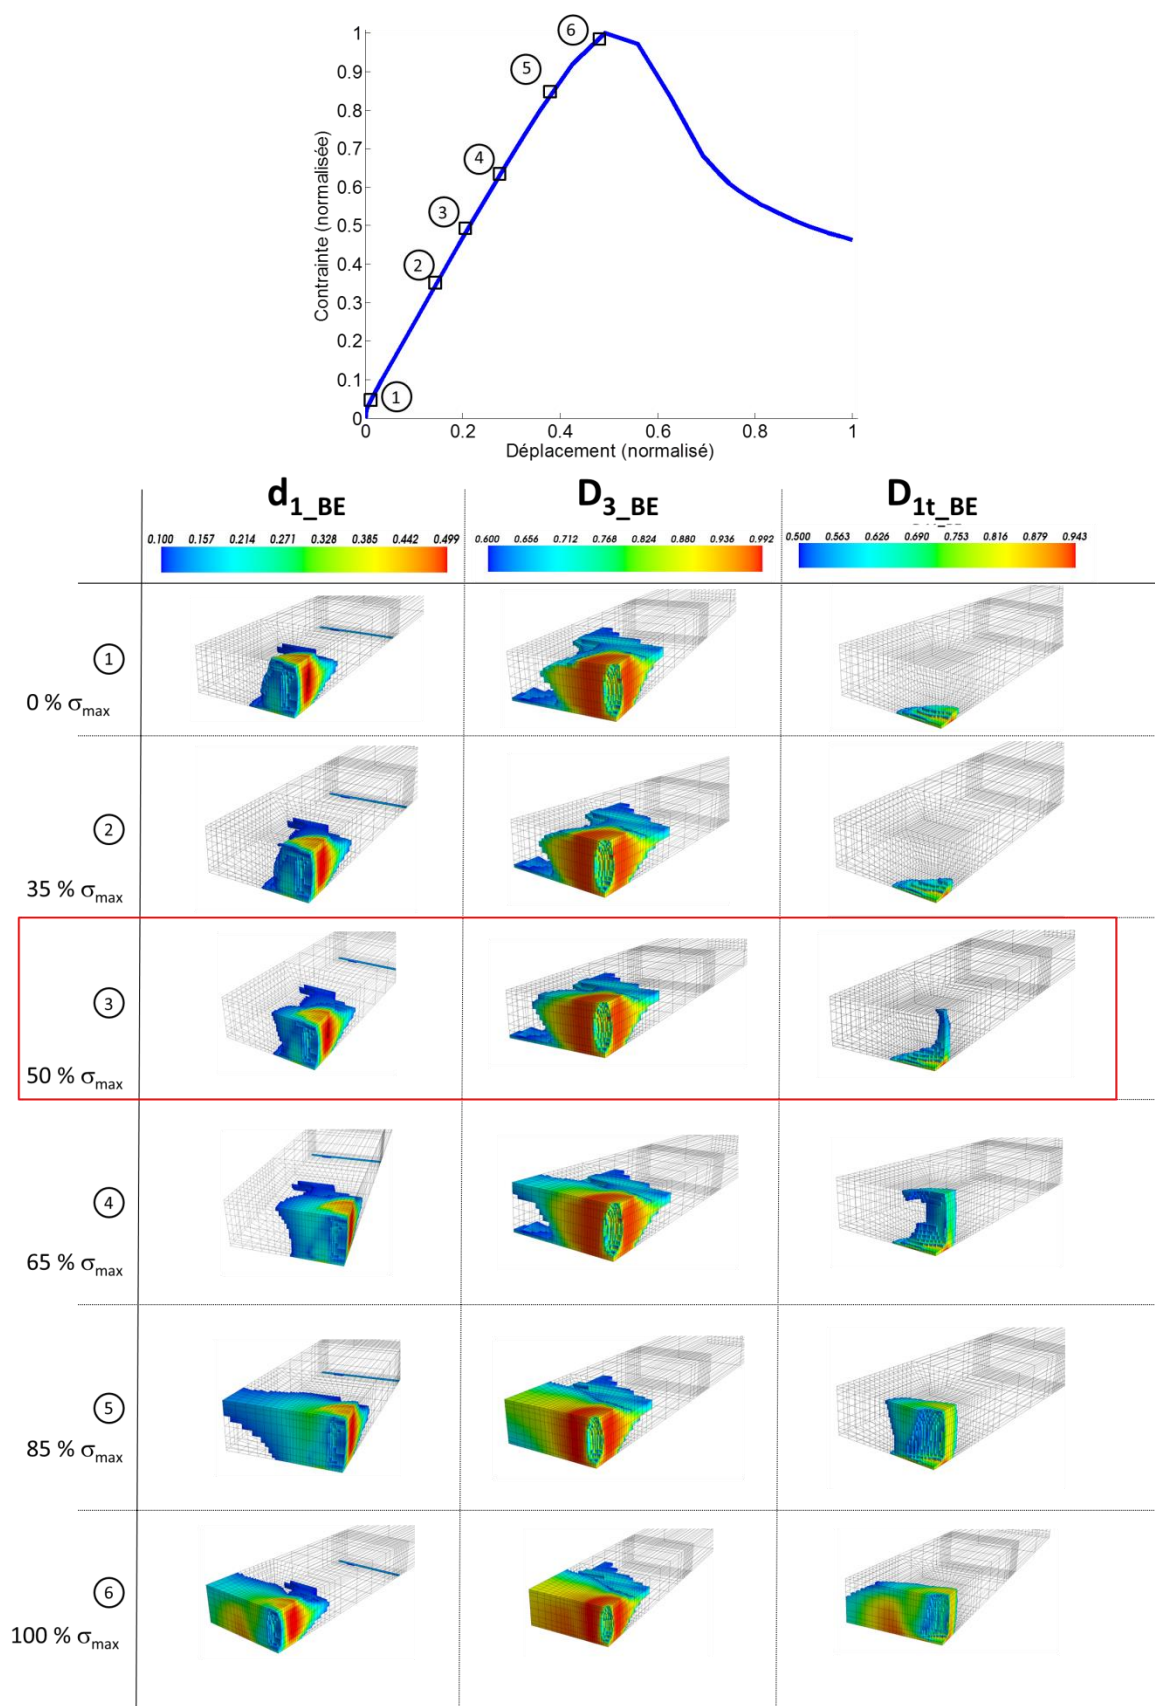 1
0.9
0.8
0.7
0.6
0.5
0.4
0.3
0.2
0.1
0
Contrainte (normalisée)
6
5
4
3
2
1
0 0.2 0.4 0.6 0.8 1
Déplacement (normalisé)
d1_BE D3_BE D1t_BE
0.100 0.157 0.214 0.271 0.328 0.385 0.442 0.499
0.600 0.656 0.712 0.768 0.824 0.880 0.936 0.992
0.500 0.563 0.626 0.690 0.753 0.816 0.879 0.943
1
0 % σmax
2
35 % σmax
3
50 % σmax
4
65 % σmax
5
85 % σmax
6
100 % σmax